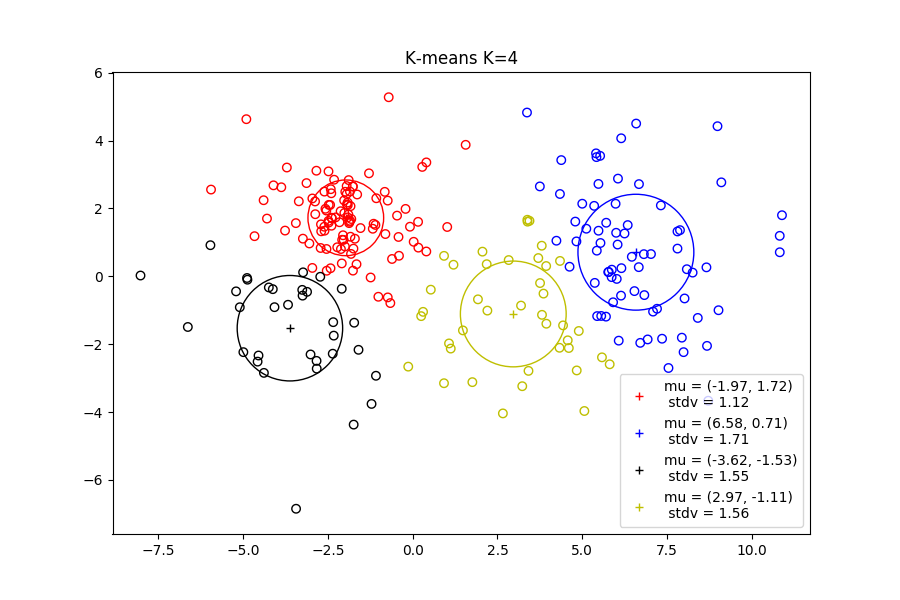 K-means K=4
6
4
2
0
−2
−4
−6
−7.5 −5.0 −2.5 0.0 2.5 5.0 7.5 10.0
mu = (-1.97, 1.72)
stdv = 1.12
mu = (6.58, 0.71)
stdv = 1.71
mu = (-3.62, -1.53)
stdv = 1.55
mu = (2.97, -1.11)
stdv = 1.56